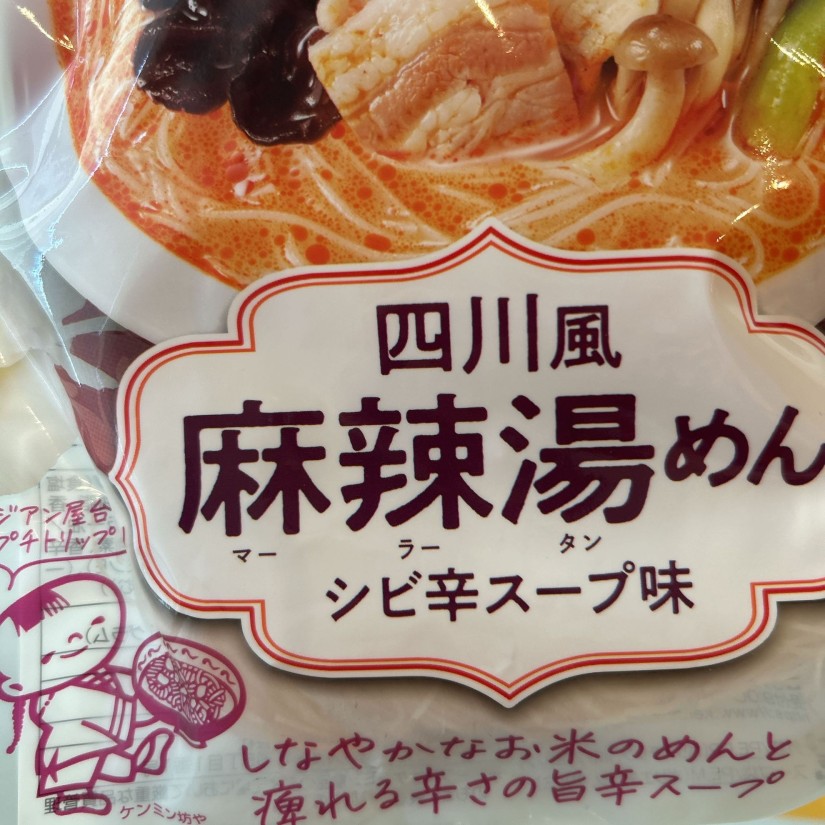 四川風
麻辣湯めん
マー ラー タン
シビ辛スープ味
ジアン屋台
プチトリップ!
しなやかなお米のめんと
痺れる辛さの旨辛スープ
ケンミン坊や